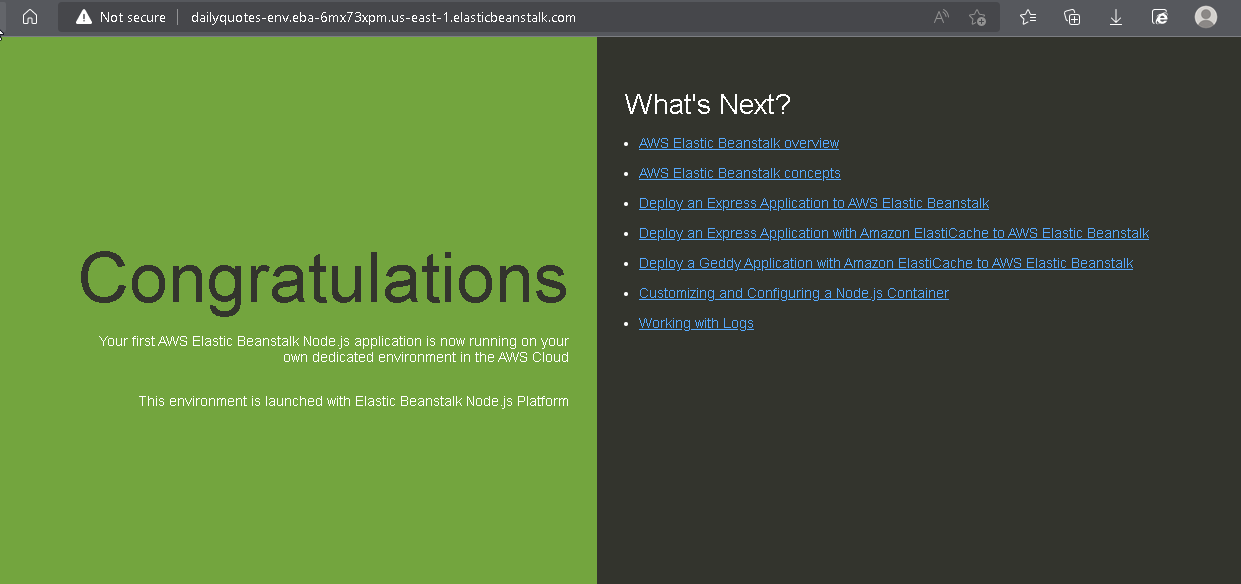 Not secure
dailyquotes-env.eba-6mx73xpm.us-east-1.elasticbeanstalk.com
Congratulations
Your first AWS Elastic Beanstalk Node.js application is now running on your
own dedicated environment in the AWS Cloud
This environment is launched with Elastic Beanstalk Node.js Platform
What's Next?
AWS Elastic Beanstalk overview
AWS Elastic Beanstalk concepts
Deploy an Express Application to AWS Elastic Beanstalk
Deploy an Express Application with Amazon ElastiCache to AWS Elastic Beanstalk
Deploy a Geddy Application with Amazon ElastiCache to AWS Elastic Beanstalk
Customizing and Configuring a Node.js Container
Working with Logs